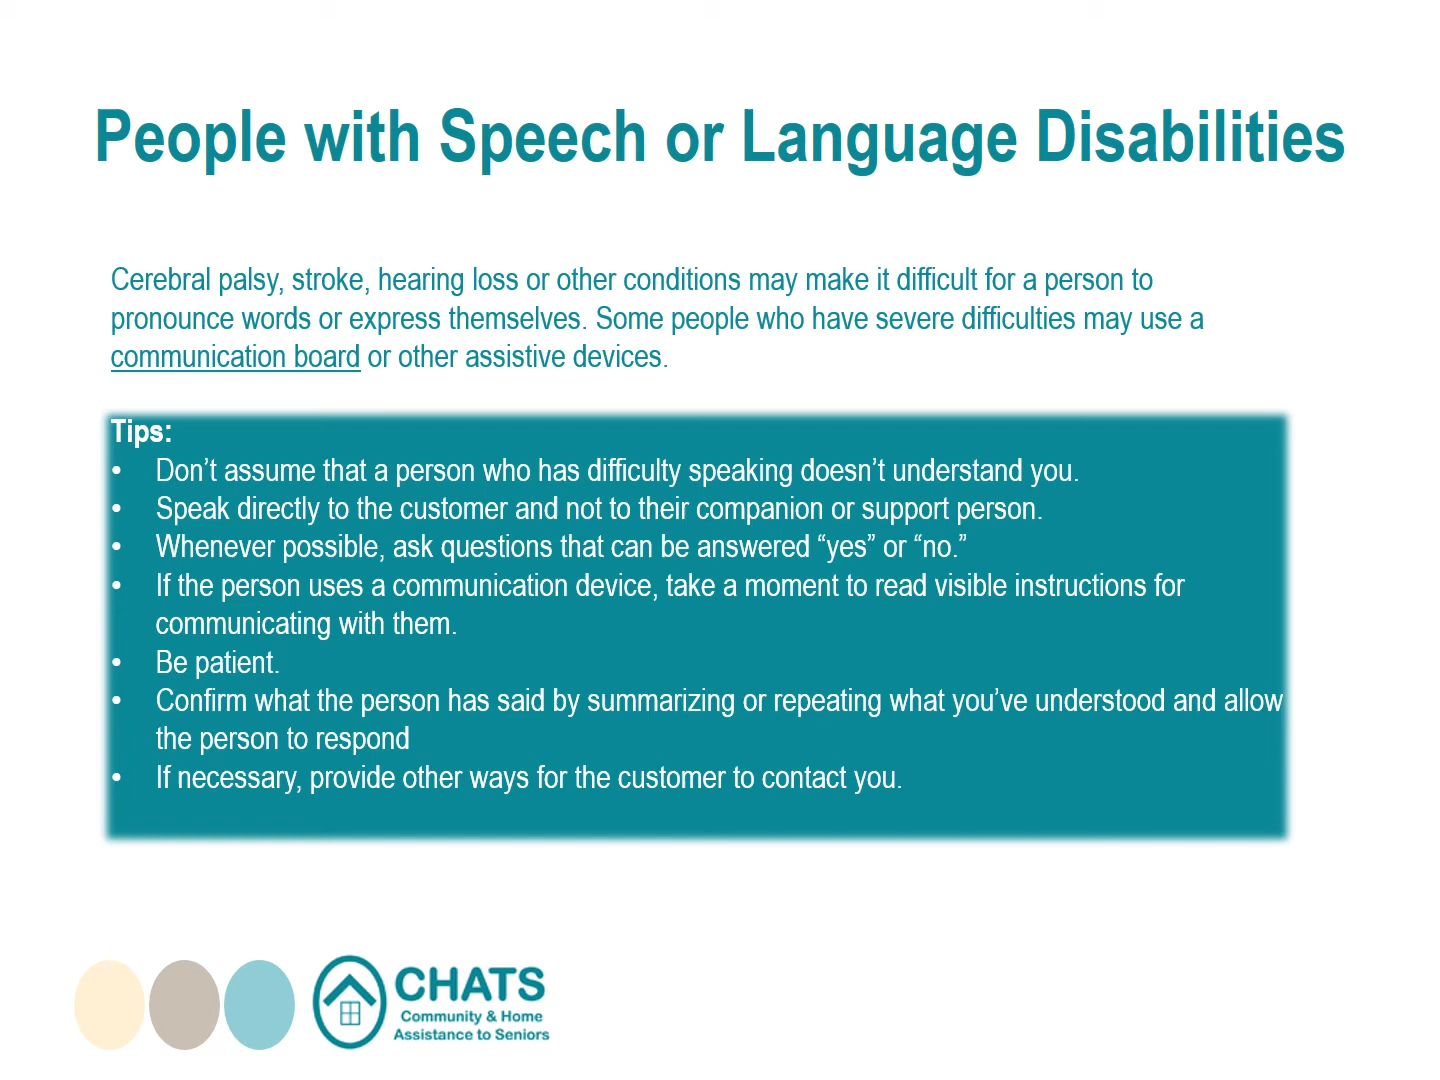 People with Speech or Language Disabilities
Cerebral palsy, stroke, hearing loss or other conditions may make it difficult for a person to
pronounce words or express themselves. Some people who have severe difficulties may use a
communication board or other assistive devices.
Tips:
• Don’t assume that a person who has difficulty speaking doesn’t understand you.
• Speak directly to the customer and not to their companion or support person.
• Whenever possible, ask questions that can be answered “yes” or “no.”
• If the person uses a communication device, take a moment to read visible instructions for
communicating with them.
• Be patient.
• Confirm what the person has said by summarizing or repeating what you’ve understood and allow
the person to respond
• If necessary, provide other ways for the customer to contact you.
CHATS
Community & Home
Assistance to Seniors